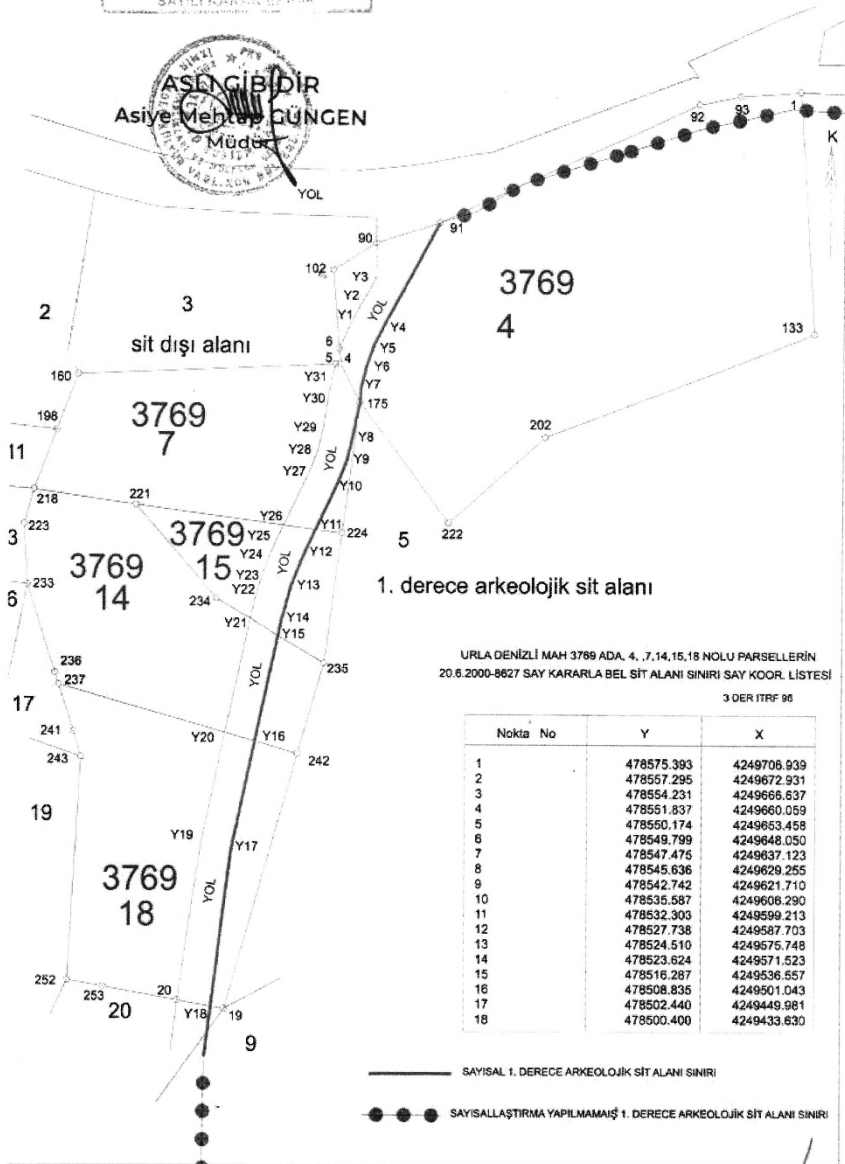 ASLI GİBİDİR
Asiye Mehtap GÜNGEN
Müdür
YOL
92
93
1
K
91
90
102
Y3
Y2
Y1
YOL
Y4
3769
4
3
2
sit dışı alanı
6
5
4
Y5
Y6
Y7
133
160
Y31
Y30
175
198
3769
7
Y29
Y28
Y27
YOL
Y8
Y9
202
11
218
221
Y10
223
Y26
Y25
Y11
224
222
3
3769
15
Y24
YOL
Y12
5
3769
14
Y23
Y22
Y13
1. derece arkeolojik sit alanı
233
6
234
Y21
Y14
Y15
235
236
237
YOL
17
241
243
Y20
Y16
242
19
Y19
Y17
3769
18
YOL
252
253
20
20
Y18
19
9
URLA DENİZLİ MAH 3769 ADA, 4, ,7,14,15,18 NOLU PARSELLERİN
20.6.2000-8627 SAY KARARLA BEL SİT ALANI SINIRI SAY KOOR. LİSTESİ
3 DER ITRF 96
Nokta No Y X
1 478575.393 4249706.939
2 478557.295 4249672.931
3 478554.231 4249666.637
4 478551.837 4249660.059
5 478550.174 4249653.458
6 478549.799 4249648.050
7 478547.475 4249637.123
8 478545.636 4249629.255
9 478542.742 4249621.710
10 478535.587 4249606.290
11 478532.303 4249599.213
12 478527.738 4249587.703
13 478524.510 4249575.748
14 478523.624 4249571.523
15 478516.287 4249536.557
16 478508.835 4249501.043
17 478502.440 4249449.981
18 478500.400 4249433.630
SAYISAL 1. DERECE ARKEOLOJİK SİT ALANI SINIRI
SAYISALLAŞTIRMA YAPILMAMAIŞ 1. DERECE ARKEOLOJİK SİT ALANI SINIRI